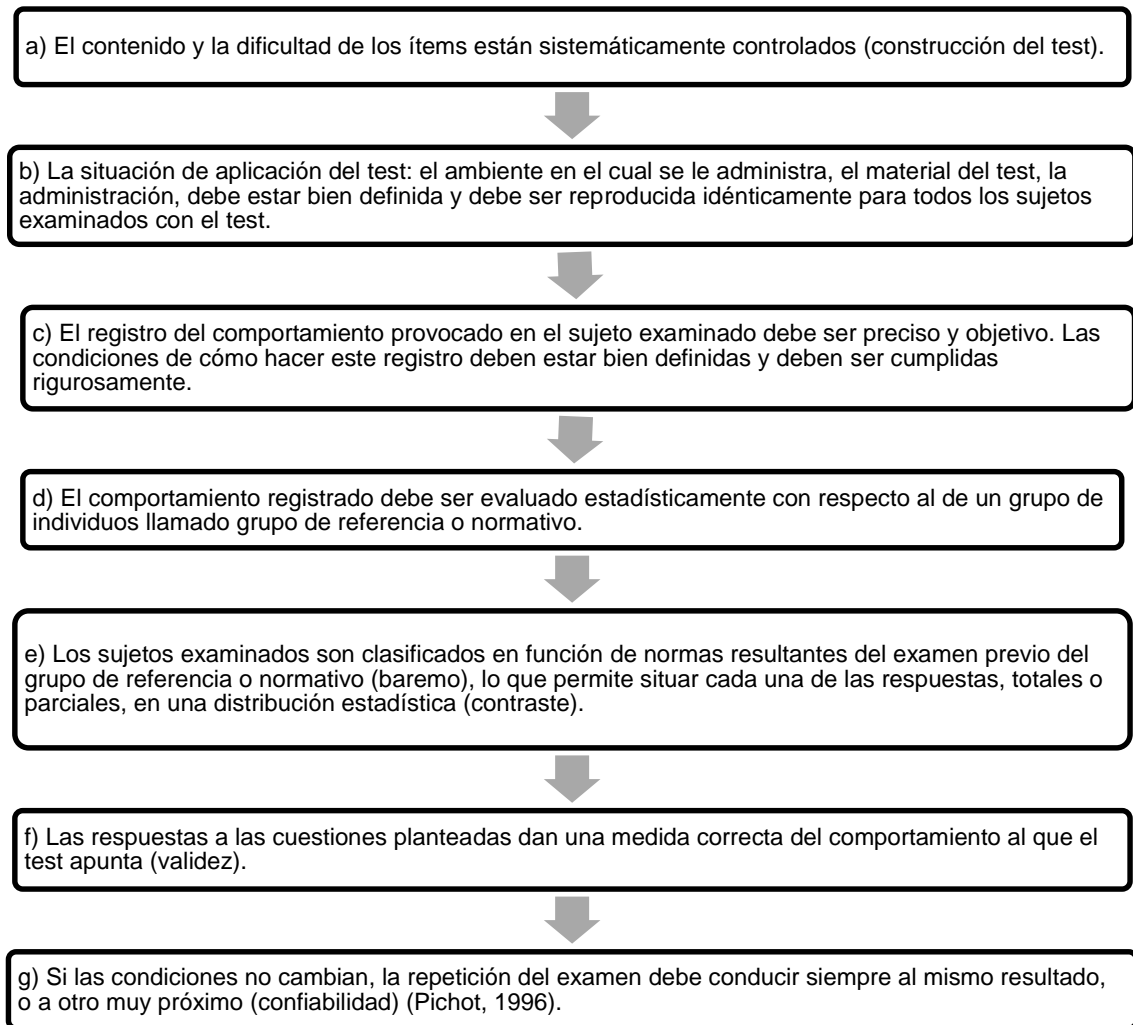 a) El contenido y la dificultad de los ítems están sistemáticamente controlados (construcción del test).
b) La situación de aplicación del test: el ambiente en el cual se le administra, el material del test, la
administración, debe estar bien definida y debe ser reproducida idénticamente para todos los sujetos
examinados con el test.
c) El registro del comportamiento provocado en el sujeto examinado debe ser preciso y objetivo. Las
condiciones de cómo hacer este registro deben estar bien definidas y deben ser cumplidas
rigurosamente.
d) El comportamiento registrado debe ser evaluado estadísticamente con respecto al de un grupo de
individuos llamado grupo de referencia o normativo.
e) Los sujetos examinados son clasificados en función de normas resultantes del examen previo del
grupo de referencia o normativo (baremo), lo que permite situar cada una de las respuestas, totales o
parciales, en una distribución estadística (contraste).
f) Las respuestas a las cuestiones planteadas dan una medida correcta del comportamiento al que el
test apunta (validez).
g) Si las condiciones no cambian, la repetición del examen debe conducir siempre al mismo resultado,
o a otro muy próximo (confiabilidad) (Pichot, 1996).